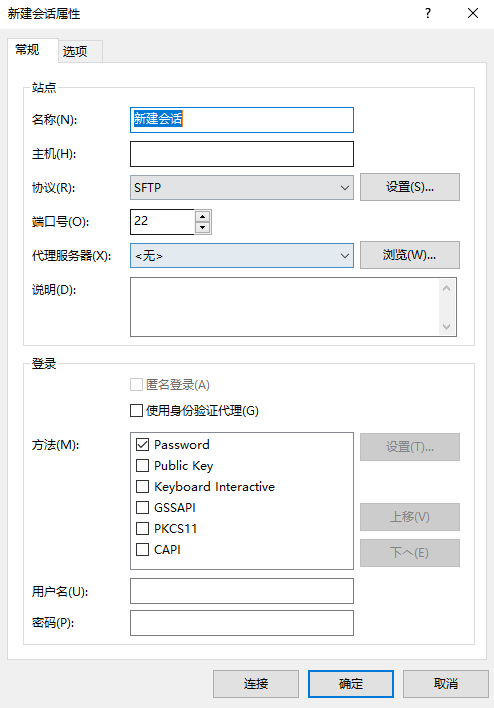 新建会话属性 ?
常规 选项
站点
名称(N): 新建会话
主机(H):
协议(R): SFTP 设置(S)...
端口号(O): 22
代理服务器(X): <无> 浏览(W)...
说明(D):
登录
匿名登录(A)
使用身份验证代理(G)
方法(M): Password 设置(T)...
Public Key
Keyboard Interactive
GSSAPI 上移(V)
PKCS11
CAPI 下へ(E)
用户名(U):
密码(P):
连接 确定 取消